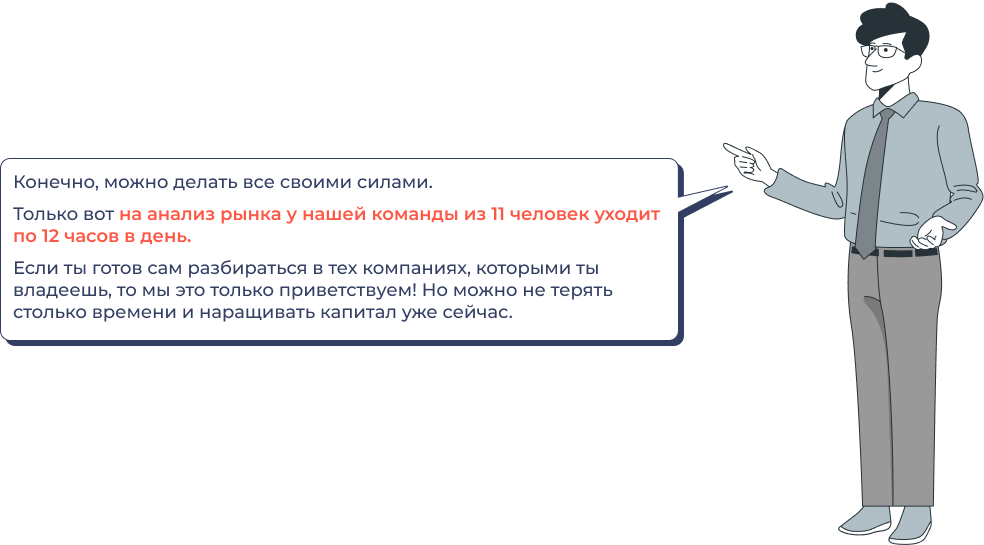 Конечно, можно делать все своими силами.
Только вот на анализ рынка у нашей команды из 11 человек уходит
по 12 часов в день.
Если ты готов сам разбираться в тех компаниях, которыми ты
владеешь, то мы это только приветствуем! Но можно не терять
столько времени и наращивать капитал уже сейчас.